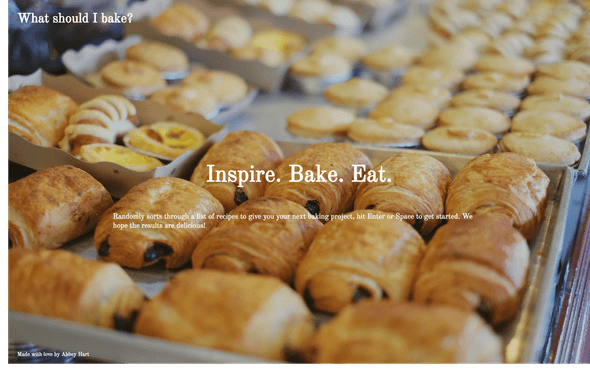 What should I bake?
Inspire. Bake. Eat.
Randomly sorts through a list of recipes to give you your next baking project, hit Enter or Space to get started. We
hope the results are delicious!
Made with love by Abbey Hart